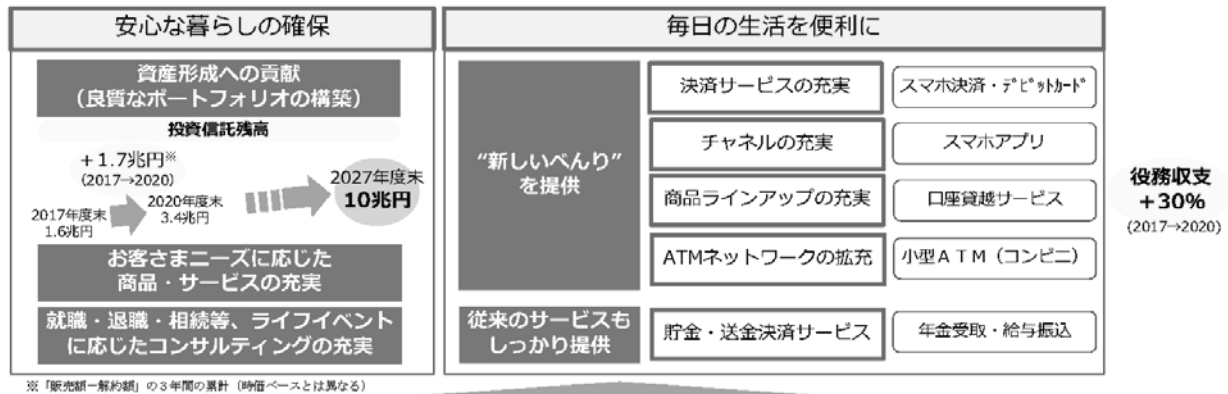 安心な暮らしの確保
資産形成への貢献
（良質なポートフォリオの構築）
投資信託残高
+1.7兆円※
(2017→2020)
2017年度末
1.6兆円
2020年度末
3.4兆円
2027年度末
10兆円
お客さまニーズに応じた
商品・サービスの充実
就職・退職・相続等、ライフイベント
に応じたコンサルティングの充実
※「販売額－解約額」の３年間の累計（時価ベースとは異なる）
毎日の生活を便利に
“新しいべんり”
を提供
決済サービスの充実
スマホ決済・ﾃﾞﾋﾞｯﾄｶｰﾄﾞ
チャネルの充実
スマホアプリ
商品ラインアップの充実
口座貸越サービス
ATMネットワークの拡充
小型ＡＴＭ（コンビニ）
従来のサービスも
しっかり提供
貯金・送金決済サービス
年金受取・給与振込
役務収支
+30%
(2017→2020)